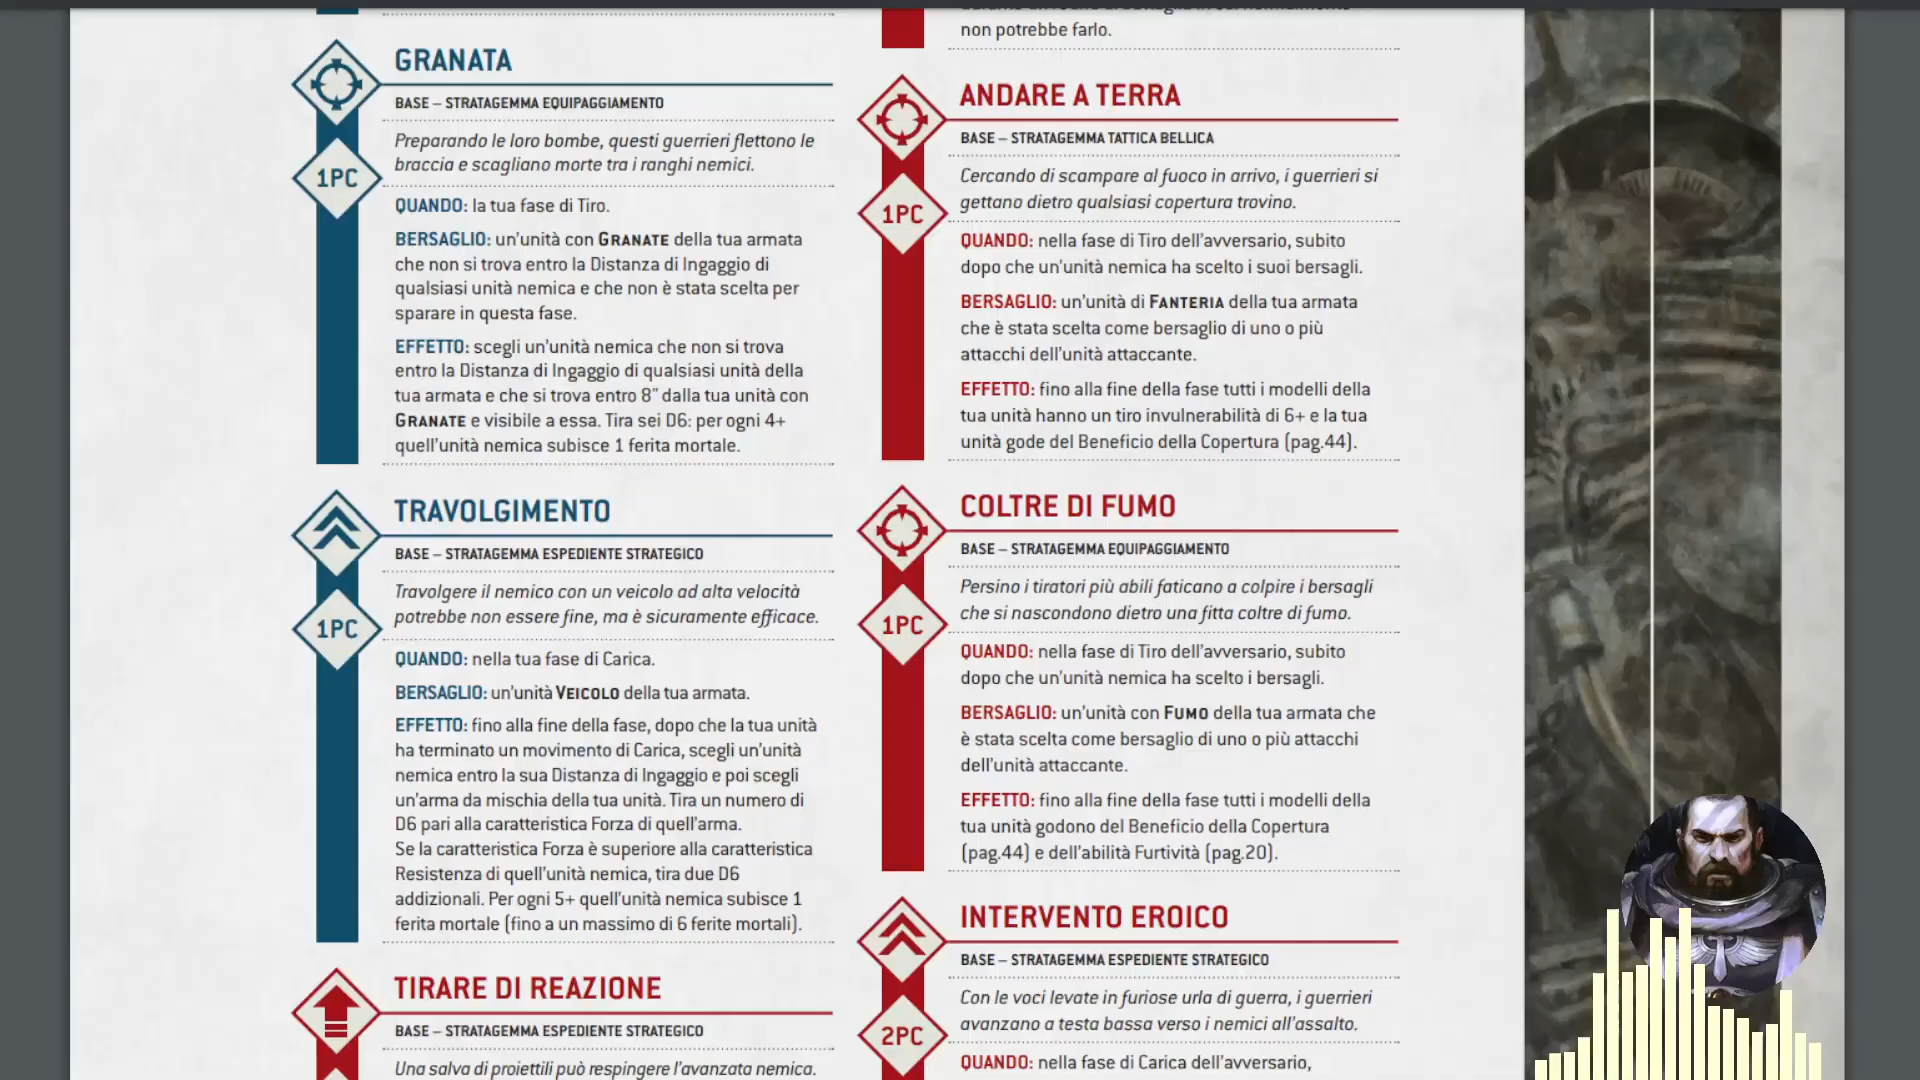 GRANATA
BASE – STRATAGEMMA EQUIPAGGIAMENTO
Preparando le loro bombe, questi guerrieri flettono le
braccia e scagliano morte tra i ranghi nemici.
1PC
QUANDO: la tua fase di Tiro.
BERSAGLIO: un'unità con GRANATE della tua armata
che non si trova entro la Distanza di Ingaggio di
qualsiasi unità nemica e che non è stata scelta per
sparare in questa fase.
EFFETTO: scegli un'unità nemica che non si trova
entro la Distanza di Ingaggio di qualsiasi unità della
tua armata e che si trova entro 8" dalla tua unità con
GRANATE e visibile a essa. Tira sei D6: per ogni 4+
quell'unità nemica subisce 1 ferita mortale.
TRAVOLGIMENTO
BASE – STRATAGEMMA ESPEDIENTE STRATEGICO
Travolgere il nemico con un veicolo ad alta velocità
potrebbe non essere fine, ma è sicuramente efficace.
1PC
QUANDO: nella tua fase di Carica.
BERSAGLIO: un'unità VEICOLO della tua armata.
EFFETTO: fino alla fine della fase, dopo che la tua unità
ha terminato un movimento di Carica, scegli un'unità
nemica entro la sua Distanza di Ingaggio e poi scegli
un'arma da mischia della tua unità. Tira un numero di
D6 pari alla caratteristica Forza di quell'arma.
Se la caratteristica Forza è superiore alla caratteristica
Resistenza di quell'unità nemica, tira due D6
addizionali. Per ogni 5+ quell'unità nemica subisce 1
ferita mortale (fino a un massimo di 6 ferite mortali).
TIRARE DI REAZIONE
BASE – STRATAGEMMA ESPEDIENTE STRATEGICO
Una salva di proiettili può respingere l'avanzata nemica.
non potrebbe farlo.
ANDARE A TERRA
BASE – STRATAGEMMA TATTICA BELLICA
Cercando di scampare al fuoco in arrivo, i guerrieri si
gettano dietro qualsiasi copertura trovino.
1PC
QUANDO: nella fase di Tiro dell'avversario, subito
dopo che un'unità nemica ha scelto i suoi bersagli.
BERSAGLIO: un'unità di FANTERIA della tua armata
che è stata scelta come bersaglio di uno o più
attacchi dell'unità attaccante.
EFFETTO: fino alla fine della fase tutti i modelli della
tua unità hanno un tiro invulnerabilità di 6+ e la tua
unità gode del Beneficio della Copertura (pag.44).
COLTRE DI FUMO
BASE – STRATAGEMMA EQUIPAGGIAMENTO
Persino i tiratori più abili faticano a colpire i bersagli
che si nascondono dietro una fitta coltre di fumo.
1PC
QUANDO: nella fase di Tiro dell'avversario, subito
dopo che un'unità nemica ha scelto i bersagli.
BERSAGLIO: un'unità con FUMO della tua armata che
è stata scelta come bersaglio di uno o più attacchi
dell'unità attaccante.
EFFETTO: fino alla fine della fase tutti i modelli della
tua unità godono del Beneficio della Copertura
(pag.44) e dell'abilità Furtività (pag.20).
INTERVENTO EROICO
BASE – STRATAGEMMA ESPEDIENTE STRATEGICO
Con le voci levate in furiose urla di guerra, i guerrieri
avanzano a testa bassa verso i nemici all'assalto.
2PC
QUANDO: nella fase di Carica dell'avversario,